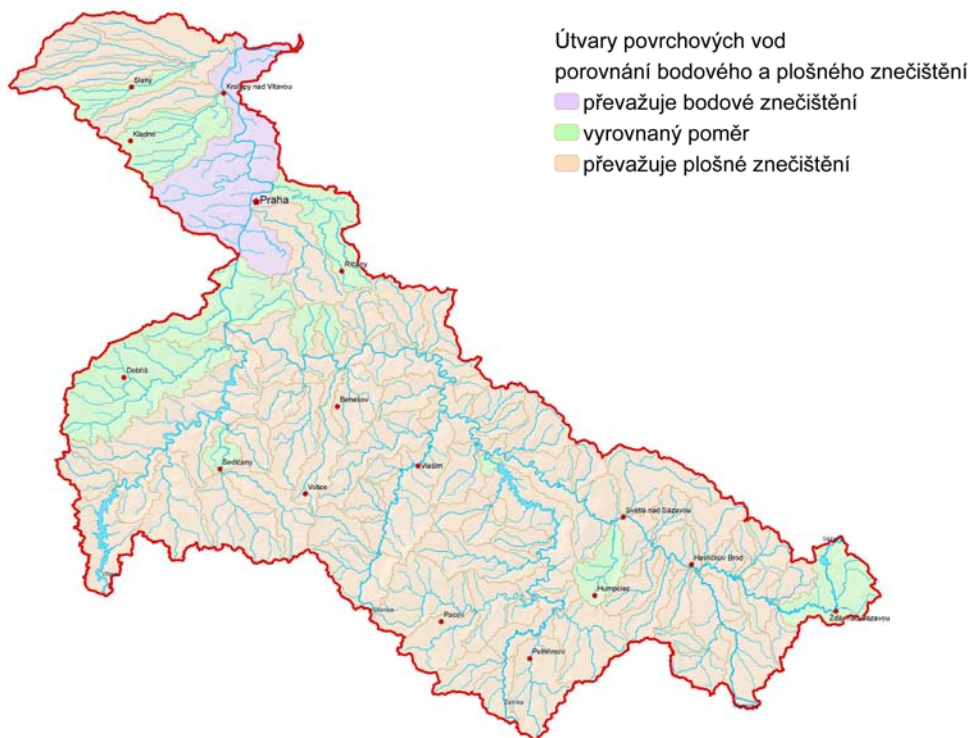 Útvary povrchových vod
porovnání bodového a plošného znečištění
převažuje bodové znečištění
vyrovnaný poměr
převažuje plošné znečištění
Slaný
Kralupy nad Vltavou
Kladno
Praha
Říčany
Dobříš
Benešov
Sedlčany
Vlašim
Votice
Světlá nad Sázavou
Havlíčkův Brod
Humpolec
Žďár nad Sázavou
Pacov
Pelhřimov